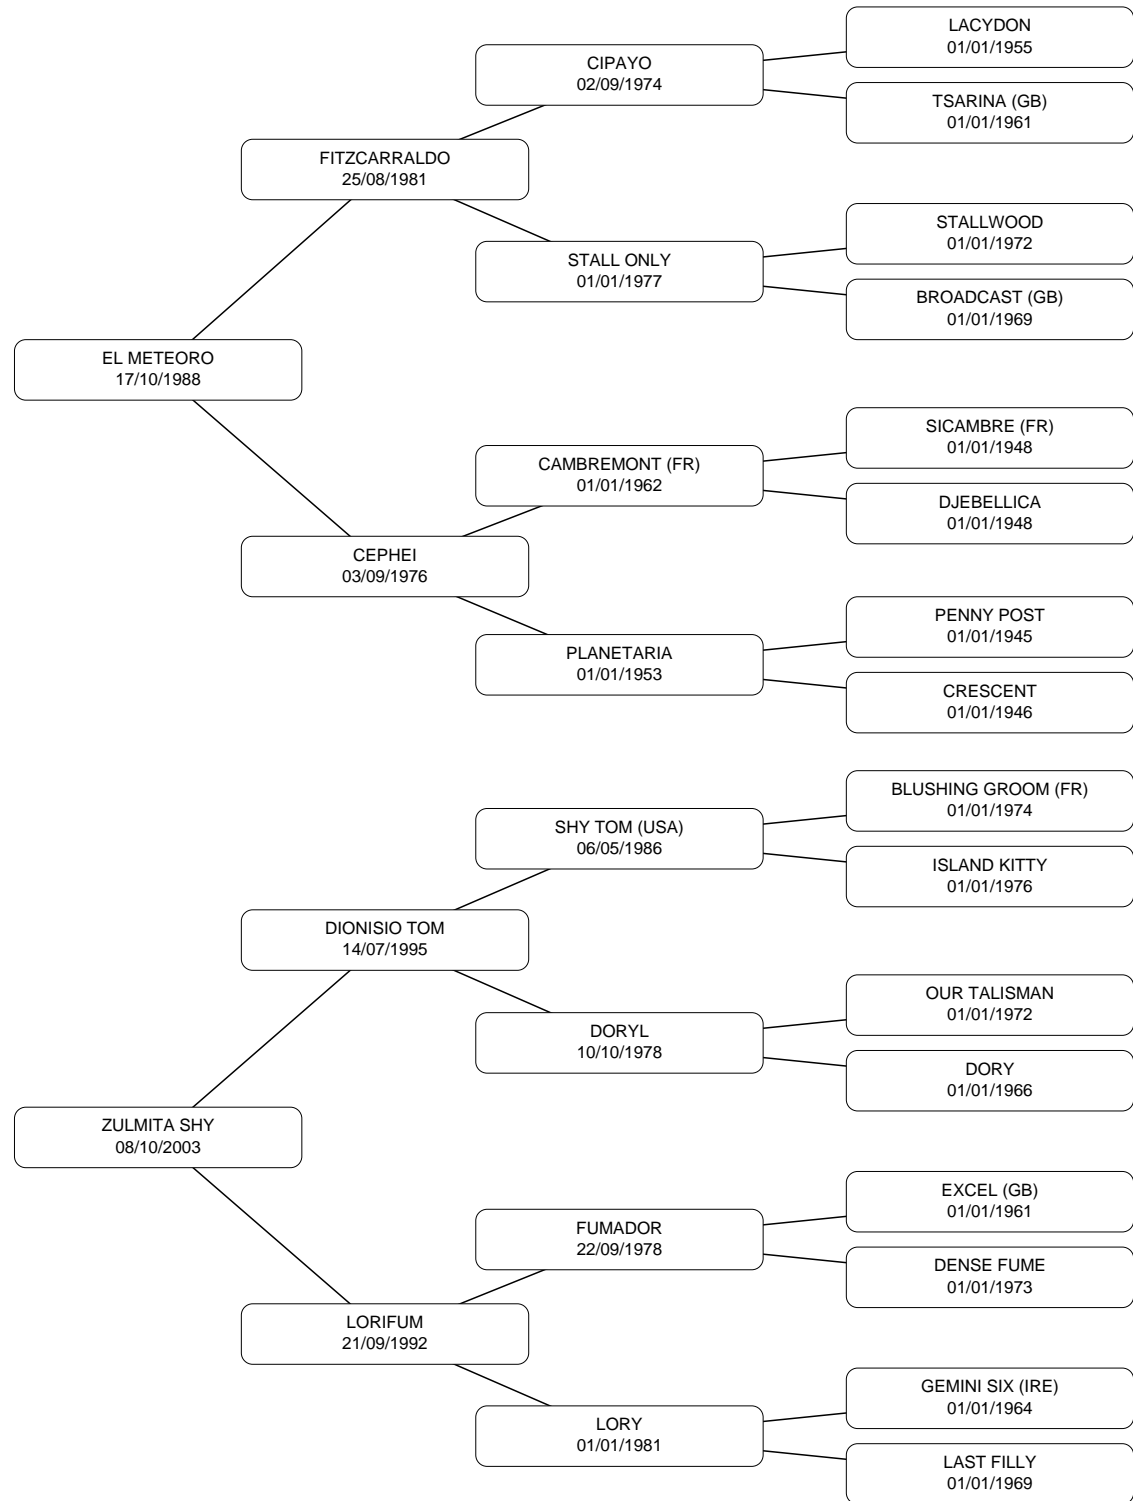 LACYDON
01/01/1955
CIPAYO
02/09/1974
TSARINA (GB)
01/01/1961
FITZCARRALDO
25/08/1981
STALLWOOD
01/01/1972
STALL ONLY
01/01/1977
BROADCAST (GB)
01/01/1969
EL METEORO
17/10/1988
SICAMBRE (FR)
01/01/1948
CAMBREMONT (FR)
01/01/1962
DJEBELLICA
01/01/1948
CEPHEI
03/09/1976
PENNY POST
01/01/1945
PLANETARIA
01/01/1953
CRESCENT
01/01/1946
BLUSHING GROOM (FR)
01/01/1974
SHY TOM (USA)
06/05/1986
ISLAND KITTY
01/01/1976
DIONISIO TOM
14/07/1995
OUR TALISMAN
01/01/1972
DORYL
10/10/1978
DORY
01/01/1966
ZULMITA SHY
08/10/2003
EXCEL (GB)
01/01/1961
FUMADOR
22/09/1978
DENSE FUME
01/01/1973
LORIFUM
21/09/1992
GEMINI SIX (IRE)
01/01/1964
LORY
01/01/1981
LAST FILLY
01/01/1969